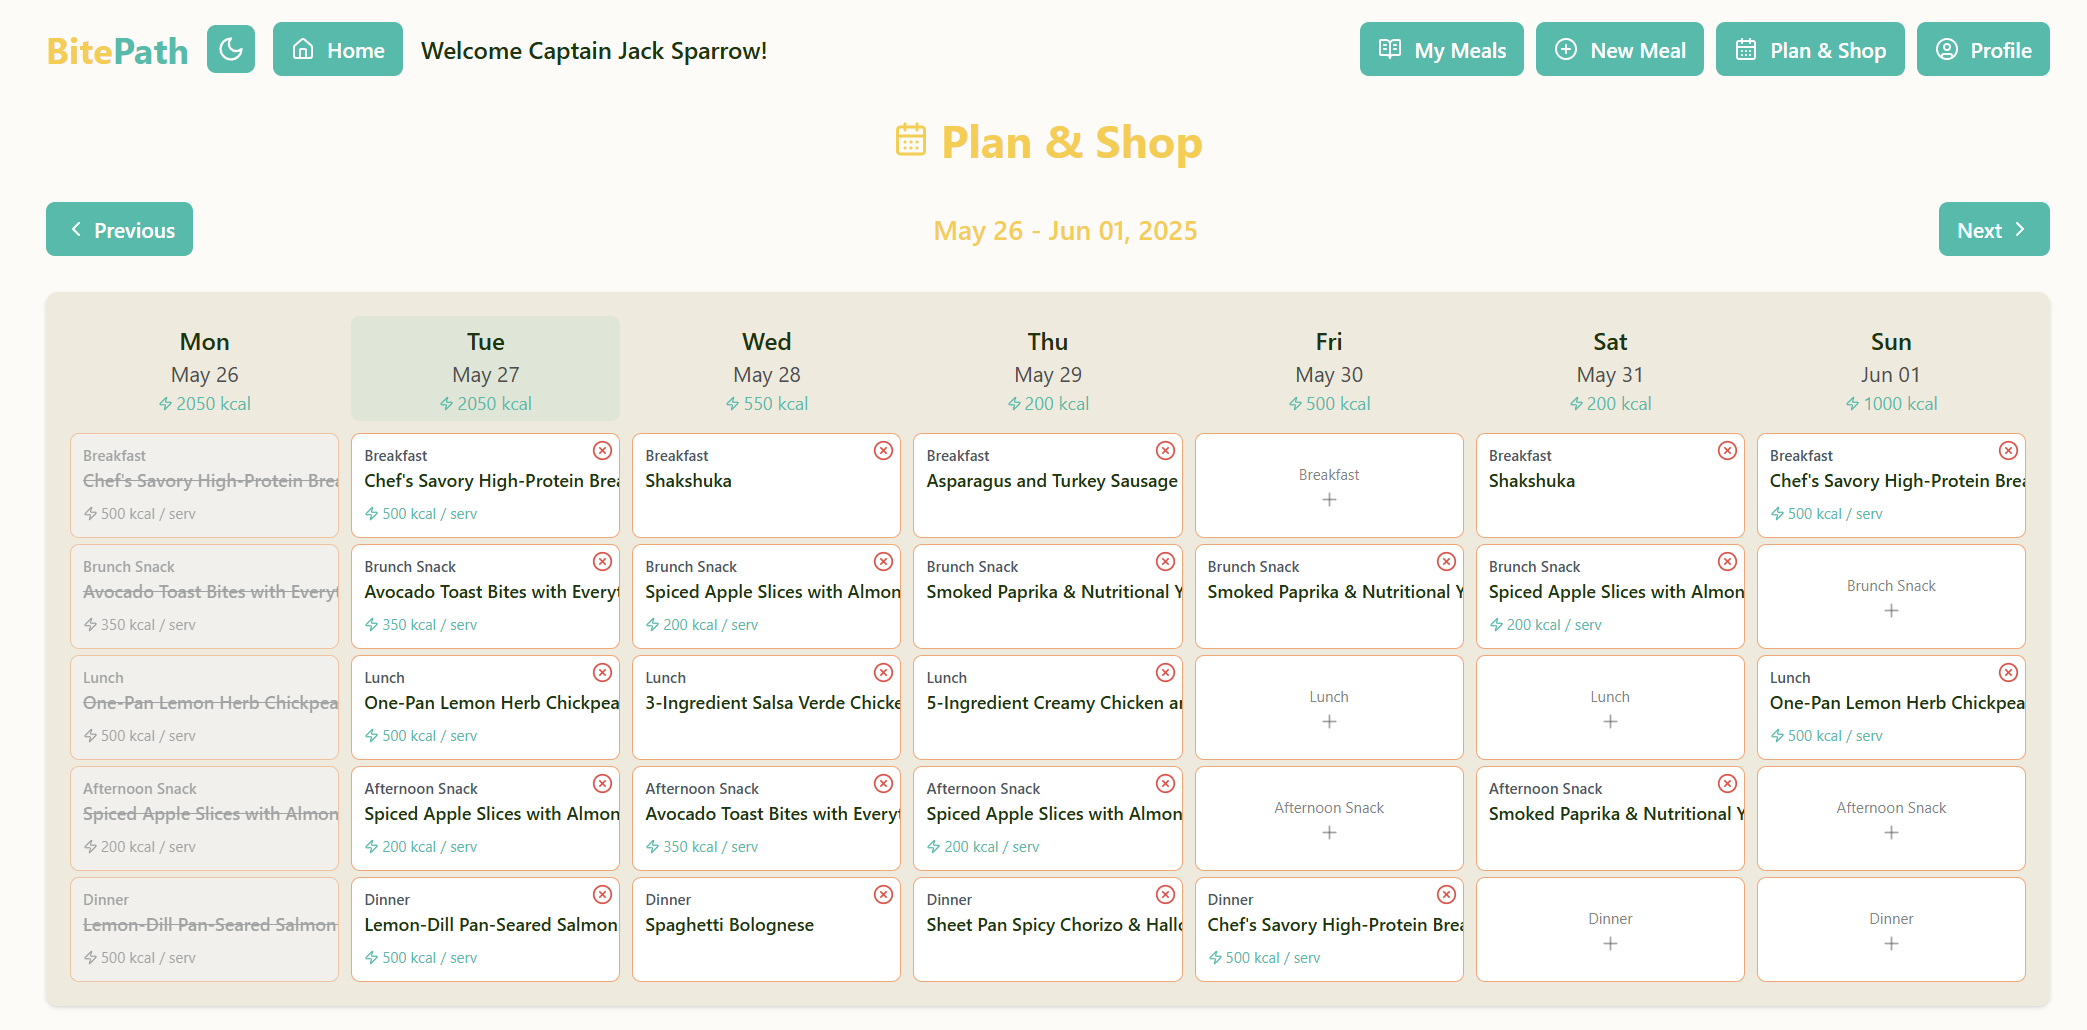 BitePath
Home
Welcome Captain Jack Sparrow!
My Meals
New Meal
Plan & Shop
Profile
Plan & Shop
Previous
May 26 - Jun 01, 2025
Next
Mon
May 26
2050 kcal
Breakfast
Chef's Savory High-Protein Brea
500 kcal / serv
Brunch Snack
Avocado Toast Bites with Everyt
350 kcal / serv
Lunch
One-Pan Lemon Herb Chickpea
500 kcal / serv
Afternoon Snack
Spiced Apple Slices with Almon
200 kcal / serv
Dinner
Lemon-Dill Pan-Seared Salmon
500 kcal / serv
Tue
May 27
2050 kcal
Breakfast
Chef's Savory High-Protein Brea
500 kcal / serv
Brunch Snack
Avocado Toast Bites with Everyt
350 kcal / serv
Lunch
One-Pan Lemon Herb Chickpea
500 kcal / serv
Afternoon Snack
Spiced Apple Slices with Almon
200 kcal / serv
Dinner
Lemon-Dill Pan-Seared Salmon
500 kcal / serv
Wed
May 28
550 kcal
Breakfast
Shakshuka
Brunch Snack
Spiced Apple Slices with Almon
200 kcal / serv
Lunch
3-Ingredient Salsa Verde Chicke
Afternoon Snack
Avocado Toast Bites with Everyt
350 kcal / serv
Dinner
Spaghetti Bolognese
Thu
May 29
200 kcal
Breakfast
Asparagus and Turkey Sausage
Brunch Snack
Smoked Paprika & Nutritional Y
Lunch
5-Ingredient Creamy Chicken an
Afternoon Snack
Spiced Apple Slices with Almon
200 kcal / serv
Dinner
Sheet Pan Spicy Chorizo & Hallo
Fri
May 30
500 kcal
Breakfast
Brunch Snack
Smoked Paprika & Nutritional Y
Lunch
Afternoon Snack
Dinner
Chef's Savory High-Protein Brea
500 kcal / serv
Sat
May 31
200 kcal
Breakfast
Shakshuka
Brunch Snack
Spiced Apple Slices with Almon
200 kcal / serv
Lunch
Afternoon Snack
Smoked Paprika & Nutritional Y
Dinner
Sun
Jun 01
1000 kcal
Breakfast
Chef's Savory High-Protein Brea
500 kcal / serv
Brunch Snack
Lunch
One-Pan Lemon Herb Chickpea
500 kcal / serv
Afternoon Snack
Dinner